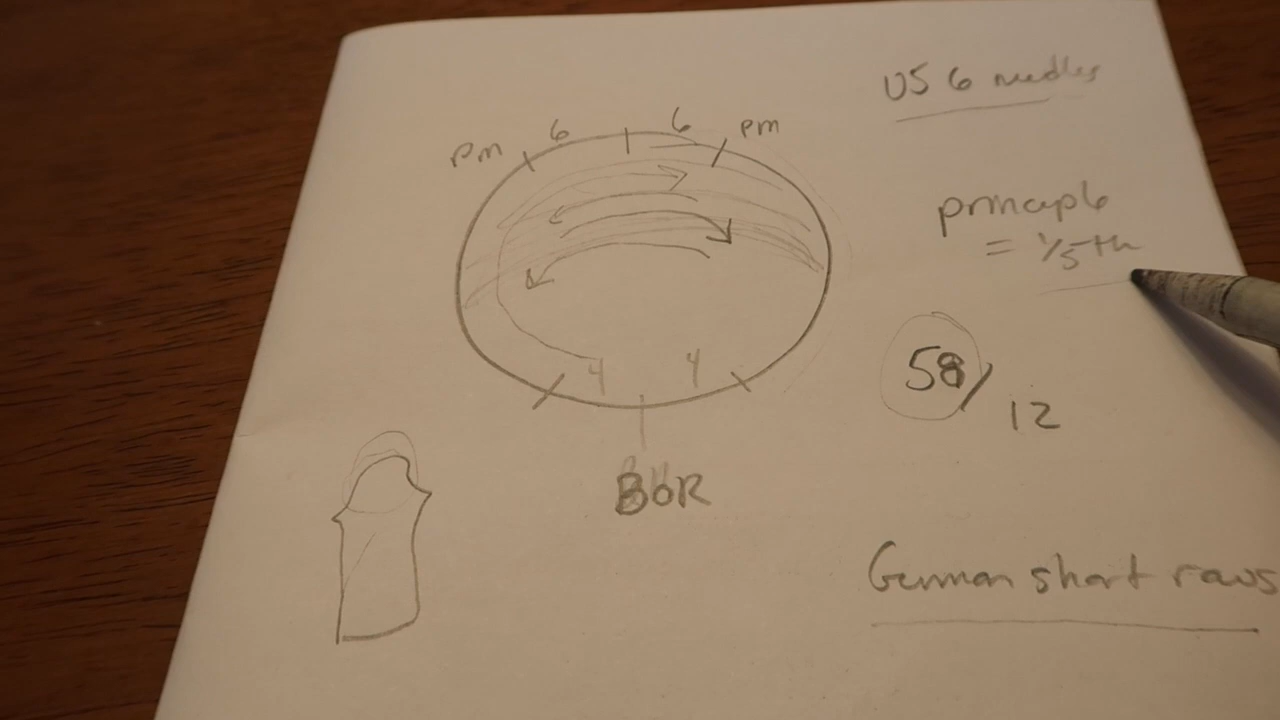 US 6 needles
pm 6 6 pm
principle
= 1/5th
58/12
4 4
BOR
German short rows